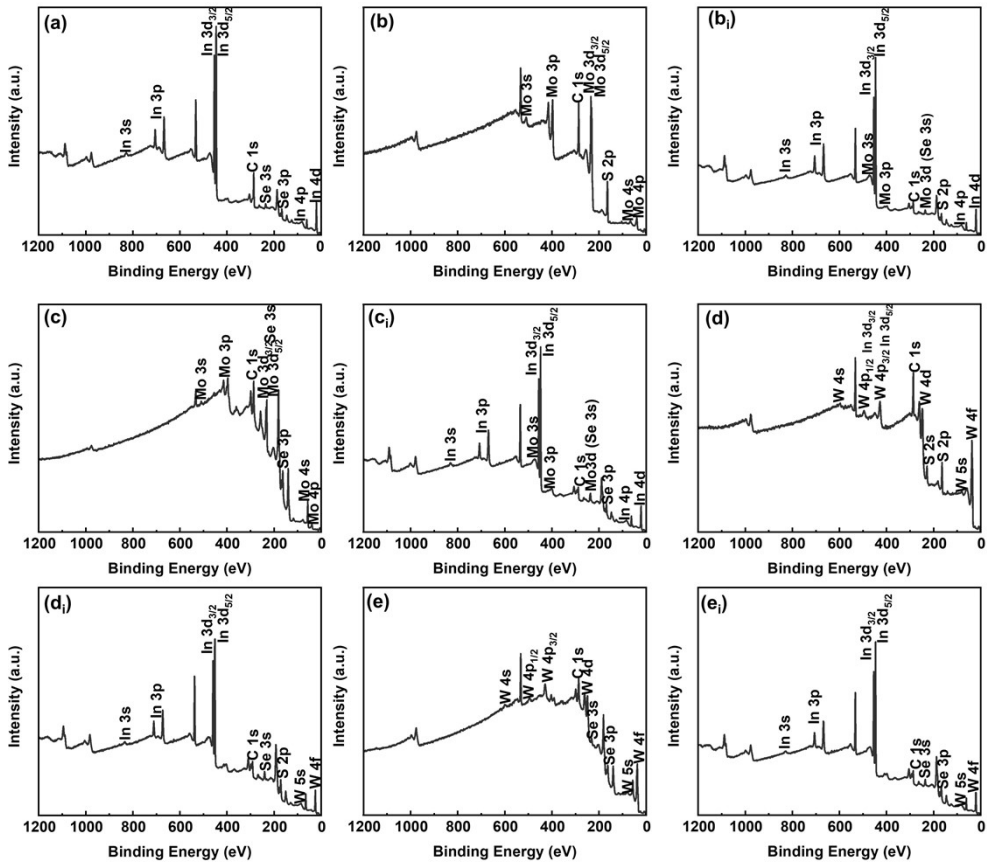 (a)
In 3d3/2
In 3d5/2
In 3p
In 3s
C 1s
Se 3s
Se 3p
In 4p
In 4d
Intensity (a.u.)
1200 1000 800 600 400 200 0
Binding Energy (eV)
(b)
Mo 3s
Mo 3p
C 1s
Mo 3d3/2
Mo 3d5/2
S 2p
Mo 4s
Mo 4p
Intensity (a.u.)
1200 1000 800 600 400 200 0
Binding Energy (eV)
(bi)
In 3d3/2
In 3d5/2
In 3p
In 3s
Mo 3s
Mo 3p
C 1s
Mo 3d (Se 3s)
S 2p
In 4p
In 4d
Intensity (a.u.)
1200 1000 800 600 400 200 0
Binding Energy (eV)
(c)
Mo 3s
Mo 3p
C 1s
Mo 3d3/2
Se 3s
Mo 3d5/2
Se 3p
Mo 4s
Mo 4p
Intensity (a.u.)
1200 1000 800 600 400 200 0
Binding Energy (eV)
(ci)
In 3d3/2
In 3d5/2
In 3p
In 3s
Mo 3s
Mo 3p
C 1s
Mo3d (Se 3s)
Se 3p
In 4p
In 4d
Intensity (a.u.)
1200 1000 800 600 400 200 0
Binding Energy (eV)
(d)
W 4s
W 4p1/2 In 3d3/2
W 4p3/2 In 3d5/2
C 1s
W 4d
S 2s
S 2p
W 5s
W 4f
Intensity (a.u.)
1200 1000 800 600 400 200 0
Binding Energy (eV)
(di)
In 3d3/2
In 3d5/2
In 3p
In 3s
C 1s
Se 3s
S 2p
W 5s
W 4f
Intensity (a.u.)
1200 1000 800 600 400 200 0
Binding Energy (eV)
(e)
W 4s
W 4p1/2
W 4p3/2
C 1s
W 4d
Se 3s
Se 3p
W 5s
W 4f
Intensity (a.u.)
1200 1000 800 600 400 200 0
Binding Energy (eV)
(ei)
In 3d3/2
In 3d5/2
In 3p
In 3s
C 1s
Se 3s
Se 3p
W 5s
W 4f
Intensity (a.u.)
1200 1000 800 600 400 200 0
Binding Energy (eV)